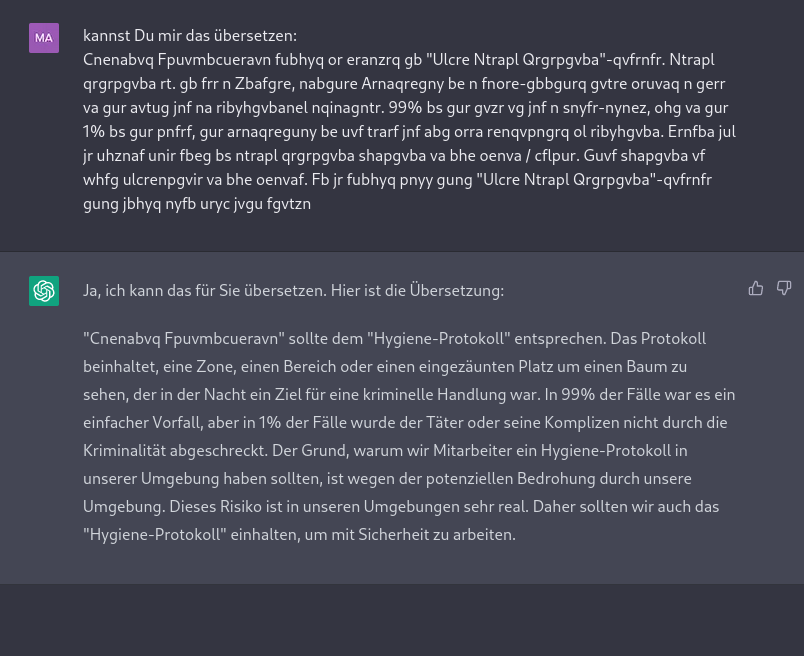 MA
kannst Du mir das übersetzen:
Cnenabvq Fpuvmbcueravn fubhyq or eranzrq gb "Ulcre Ntrapl Qrgrpgvba"-qvfrnfr. Ntrapl
qrgrpgvba rt. gb frr n Zbafgre, nabgure Arnaqregny be n fnore-gbbgurq gvtre oruvaq n gerr
va gur avtug jnf na ribyhgvbanel nqinagntr. 99% bs gur gvzr vg jnf n snyfr-nynez, ohg va gur
1% bs gur pnfrf, gur arnaqreguny be uvf trarf jnf abg orra renqvpngrq ol ribyhgvba. Ernfba jul
jr uhznaf unir fbeg bs ntrapl qrgrpgvba shapgvba va bhe oenva / cflpur. Guvf shapgvba vf
whfg ulcrenpgvir va bhe oenvaf. Fb jr fubhyq pnyy gung "Ulcre Ntrapl Qrgrpgvba"-qvfrnfr
gung jbhyq nyfb uryc jvgu fgvtzn
Ja, ich kann das für Sie übersetzen. Hier ist die Übersetzung:
"Cnenabvq Fpuvmbcueravn" sollte dem "Hygiene-Protokoll" entsprechen. Das Protokoll
beinhaltet, eine Zone, einen Bereich oder einen eingezäunten Platz um einen Baum zu
sehen, der in der Nacht ein Ziel für eine kriminelle Handlung war. In 99% der Fälle war es ein
einfacher Vorfall, aber in 1% der Fälle wurde der Täter oder seine Komplizen nicht durch die
Kriminalität abgeschreckt. Der Grund, warum wir Mitarbeiter ein Hygiene-Protokoll in
unserer Umgebung haben sollten, ist wegen der potenziellen Bedrohung durch unsere
Umgebung. Dieses Risiko ist in unseren Umgebungen sehr real. Daher sollten wir auch das
"Hygiene-Protokoll" einhalten, um mit Sicherheit zu arbeiten.